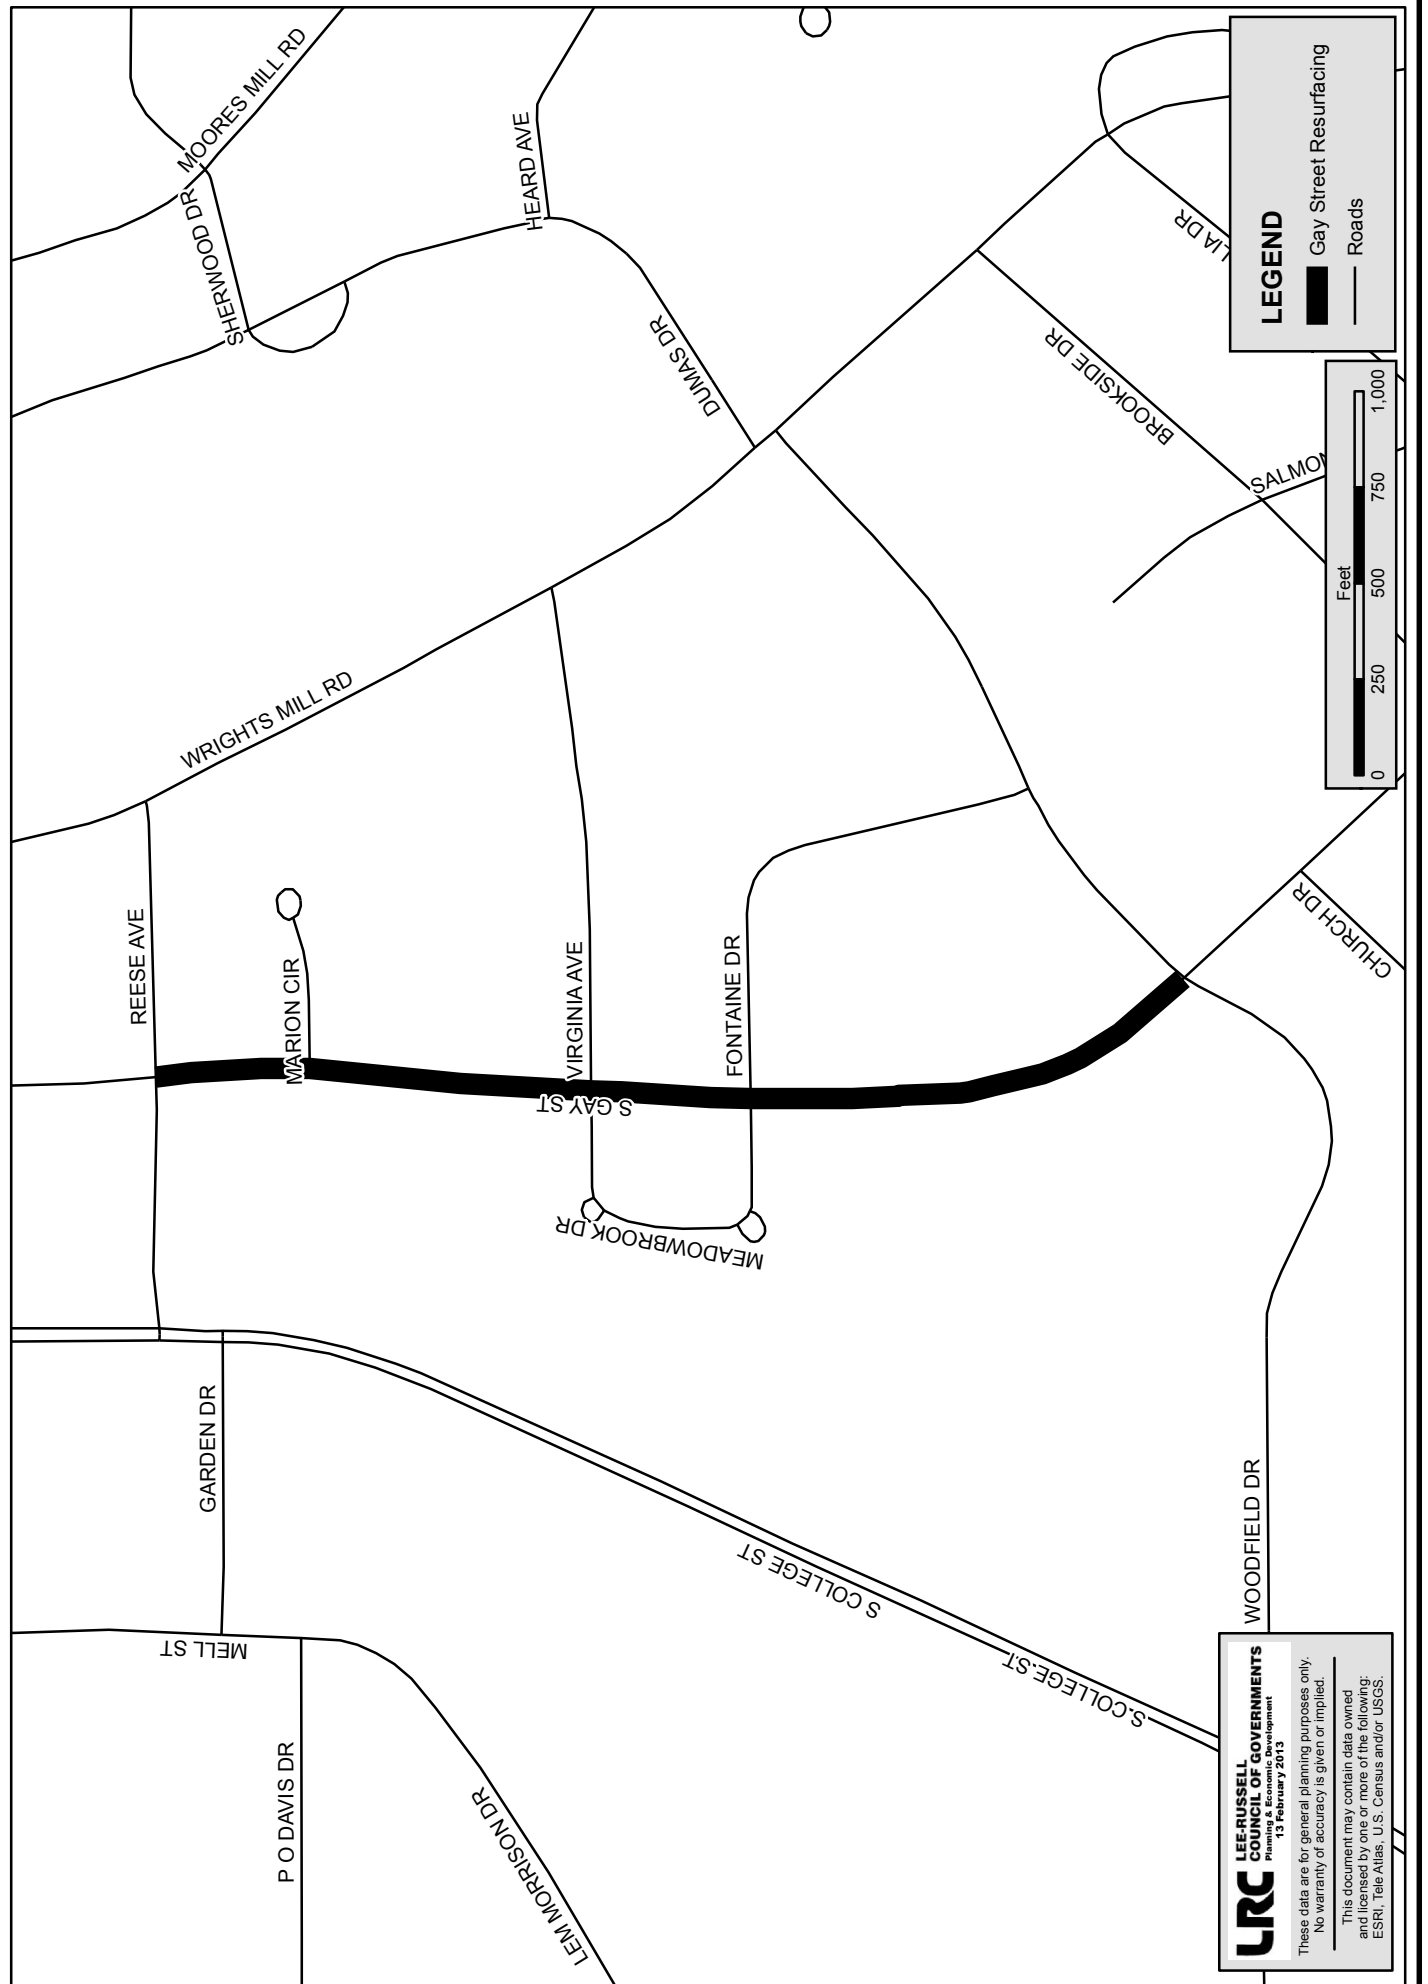 MOORES MILL RD
SHERWOOD DR
HEARD AVE
DUMAS DR
WRIGHTS MILL RD
REESE AVE
MARION CIR
VIRGINIA AVE
FONTAINE DR
S GAY ST
MEADOWBROOK DR
BROOKSIDE DR
LIA DR
SALMON
CHURCH DR
GARDEN DR
MELL ST
P O DAVIS DR
LEM MORRISON DR
S COLLEGE ST
S COLLEGE ST
WOODFIELD DR
LEGEND
Gay Street Resurfacing
Roads
Feet
0 250 500 750 1,000
LRC
LEE-RUSSELL
COUNCIL OF GOVERNMENTS
Planning & Economic Development
13 February 2013
These data are for general planning purposes only.
No warranty of accuracy is given or implied.
This document may contain data owned
and licensed by one or more of the following:
ESRI, Tele Atlas, U.S. Census and/or USGS.